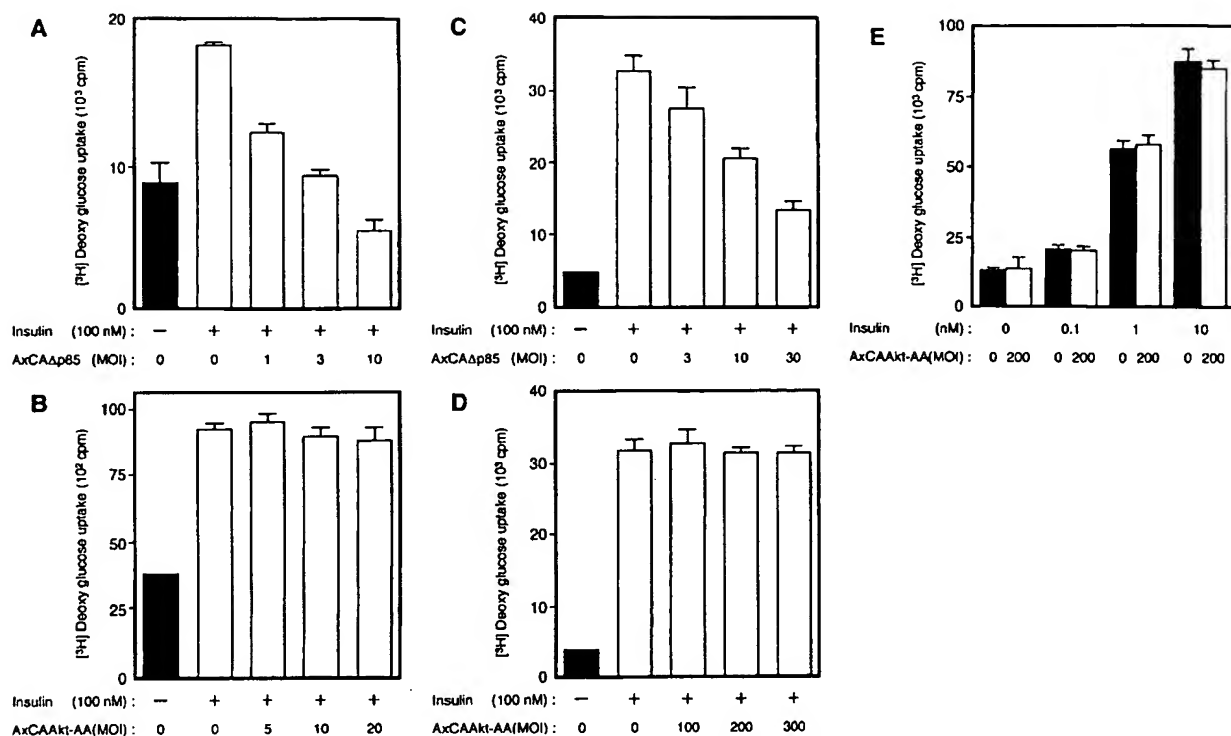 A
[³H] Deoxy glucose uptake (10³ cpm)
20
10
0
Insulin (100 nM) : – + + + +
AxCAΔp85 (MOI) : 0 0 1 3 10
C
[³H] Deoxy glucose uptake (10³ cpm)
40
30
20
10
0
Insulin (100 nM) : – + + + +
AxCAΔp85 (MOI) : 0 0 3 10 30
E
[³H] Deoxy glucose uptake (10³ cpm)
100
75
50
25
0
Insulin (nM) : 0 0.1 1 10
AxCAAkt-AA(MOI) : 0 200 0 200 0 200 0 200
B
[³H] Deoxy glucose uptake (10² cpm)
100
75
50
25
0
Insulin (100 nM) : – + + + +
AxCAAkt-AA(MOI) : 0 0 5 10 20
D
[³H] Deoxy glucose uptake (10³ cpm)
40
30
20
10
0
Insulin (100 nM) : – + + + +
AxCAAkt-AA(MOI) : 0 0 100 200 300